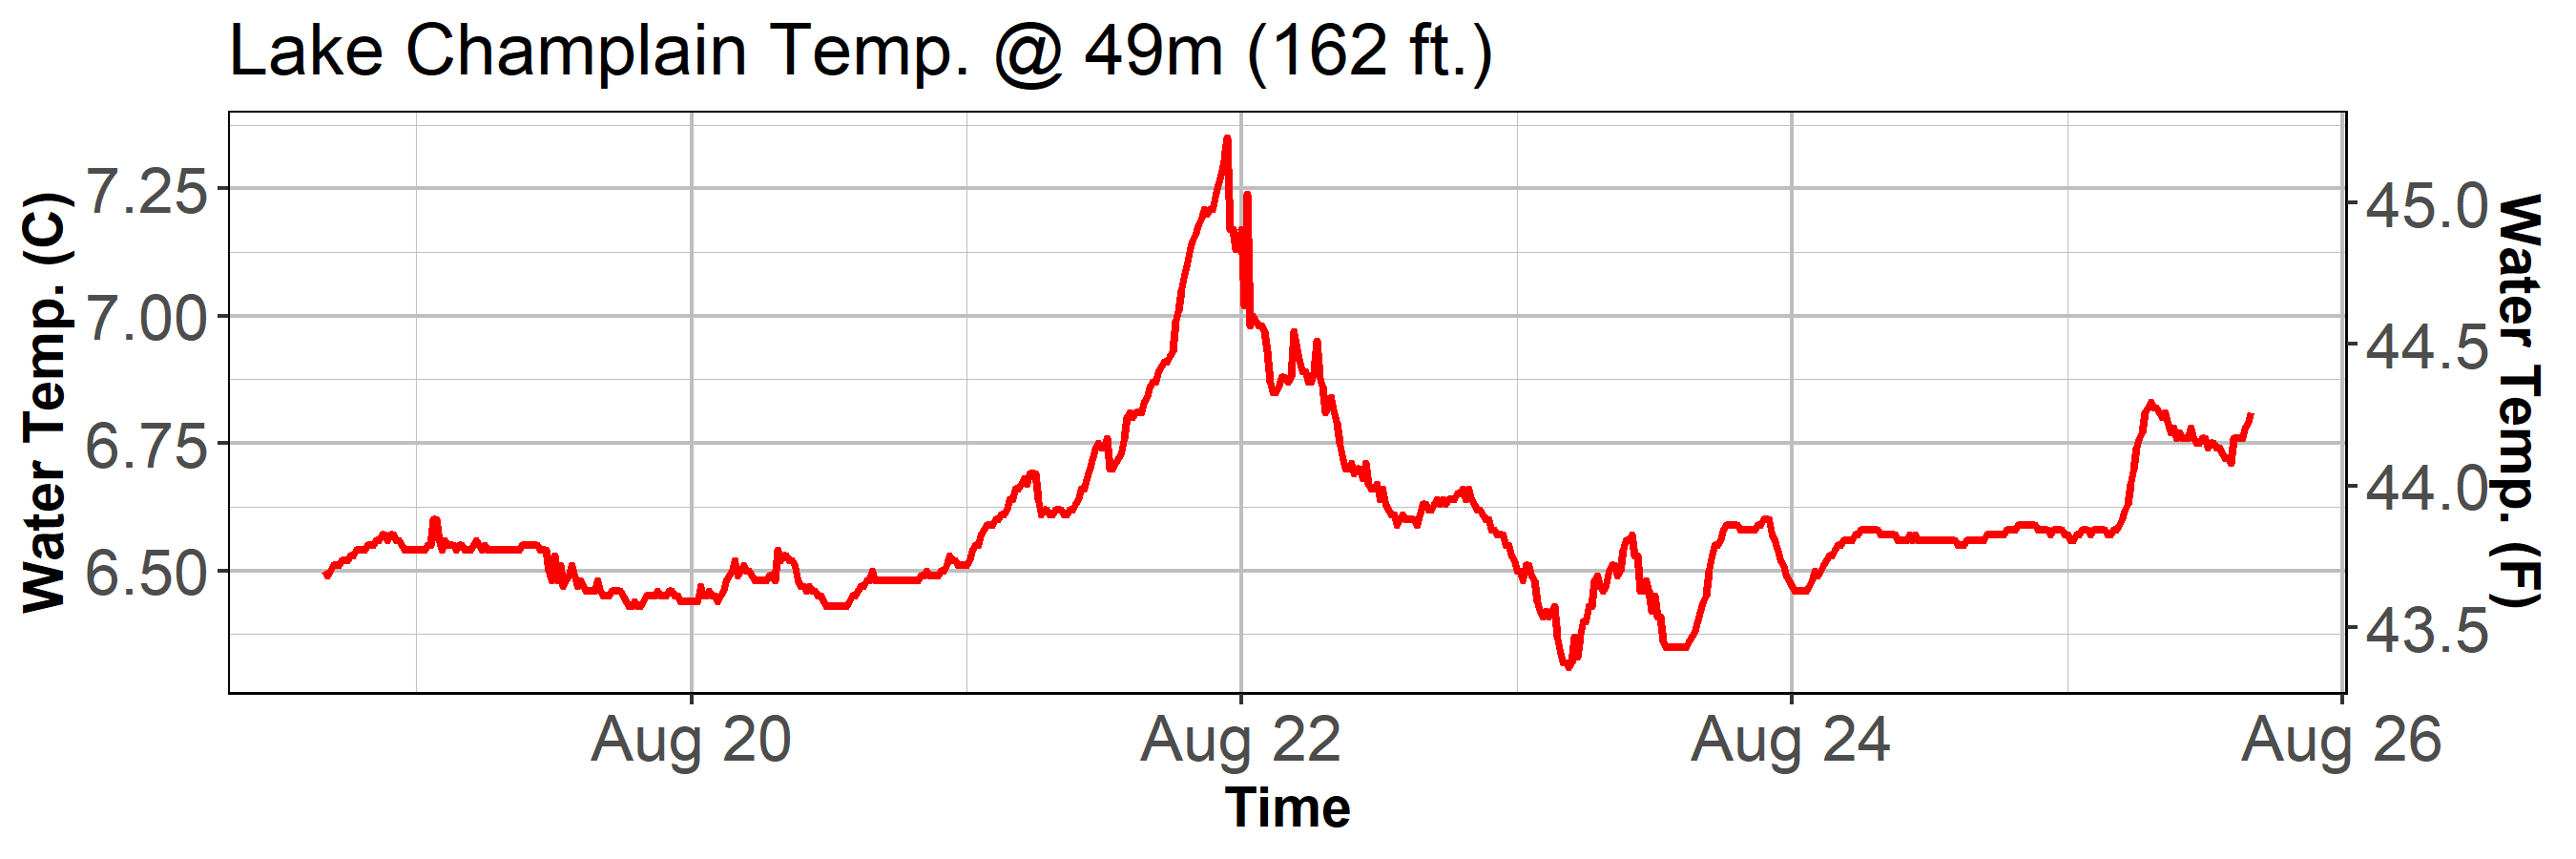 Lake Champlain Temp. @ 49m (162 ft.)
Water Temp. (C)
7.25
7.00
6.75
6.50
45.0
44.5
44.0
43.5
Water Temp. (F)
Aug 20
Aug 22
Aug 24
Aug 26
Time